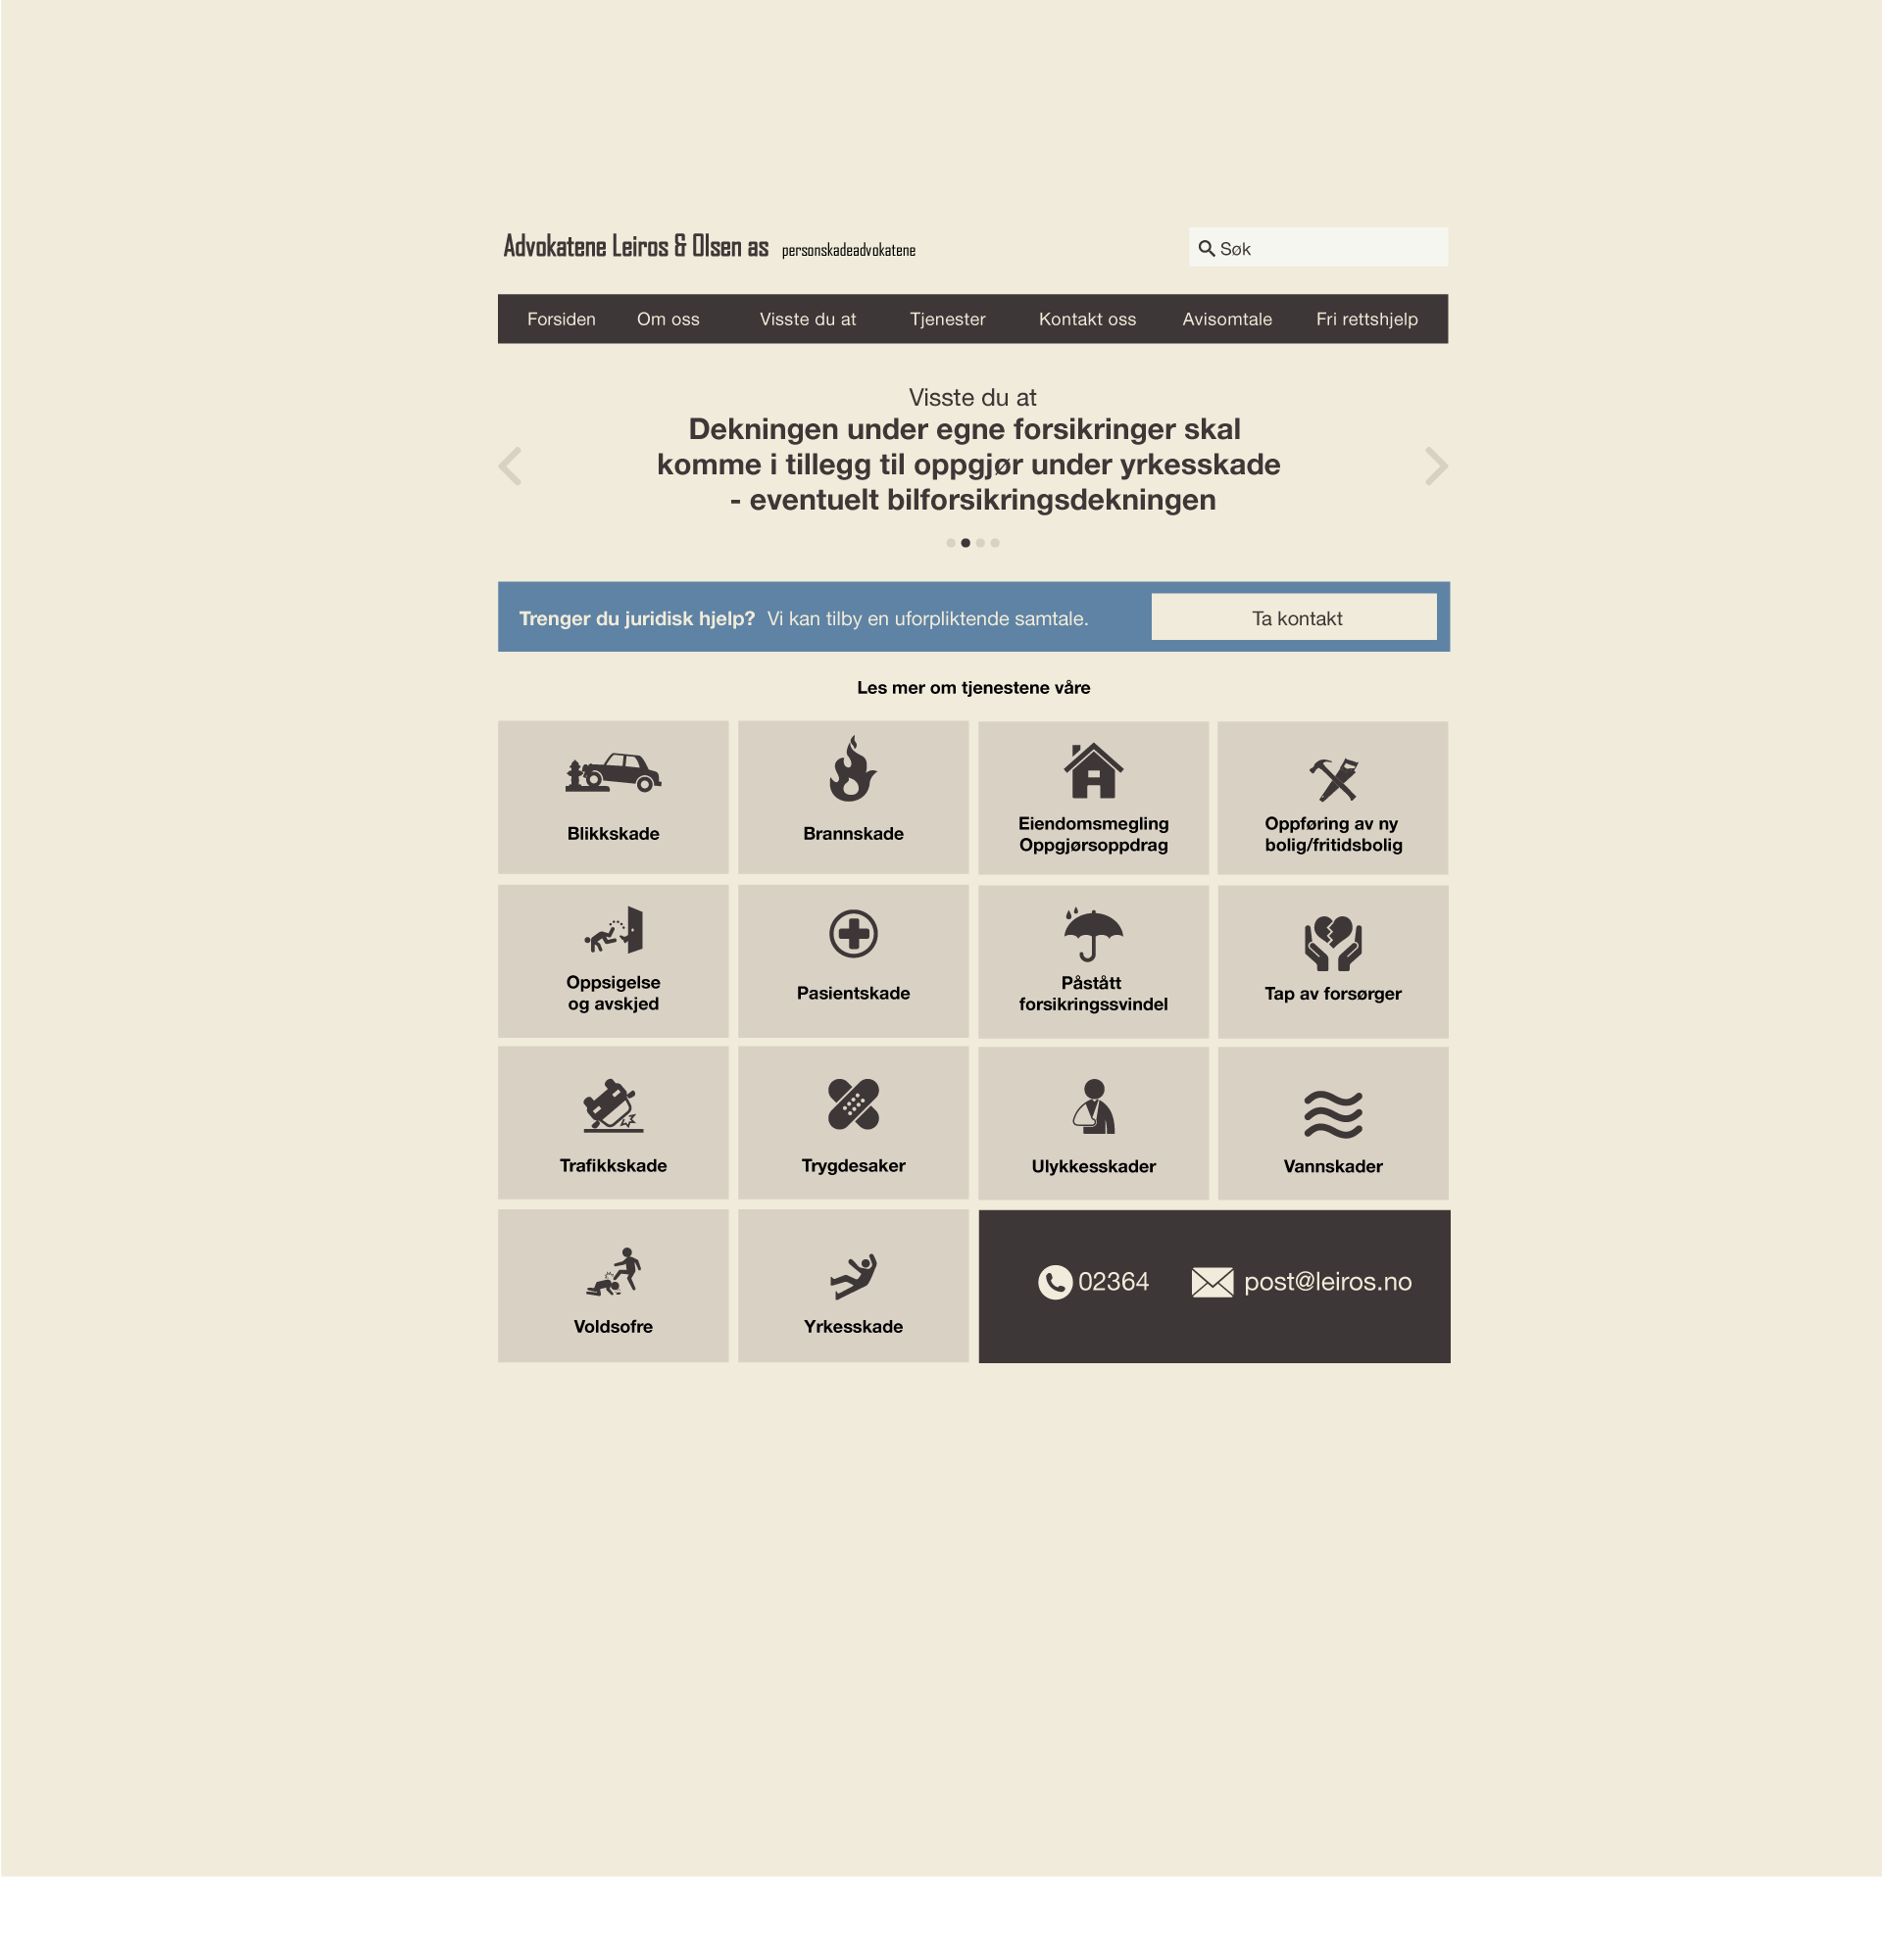 Advokatene Leiros & Olsen as personskadeadvokatene
Søk
Forsiden Om oss Visste du at Tjenester Kontakt oss Avisomtale Fri rettshjelp
Visste du at
Dekningen under egne forsikringer skal
komme i tillegg til oppgjør under yrkesskade
- eventuelt bilforsikringsdekningen
Trenger du juridisk hjelp? Vi kan tilby en uforpliktende samtale.
Ta kontakt
Les mer om tjenestene våre
Blikkskade
Brannskade
Eiendomsmegling
Oppgjørsoppdrag
Oppføring av ny
bolig/fritidsbolig
Oppsigelse
og avskjed
Pasientskade
Påstått
forsikringssvindel
Tap av forsørger
Trafikkskade
Trygdesaker
Ulykkesskader
Vannskader
Voldsofre
Yrkesskade
02364
post@leiros.no